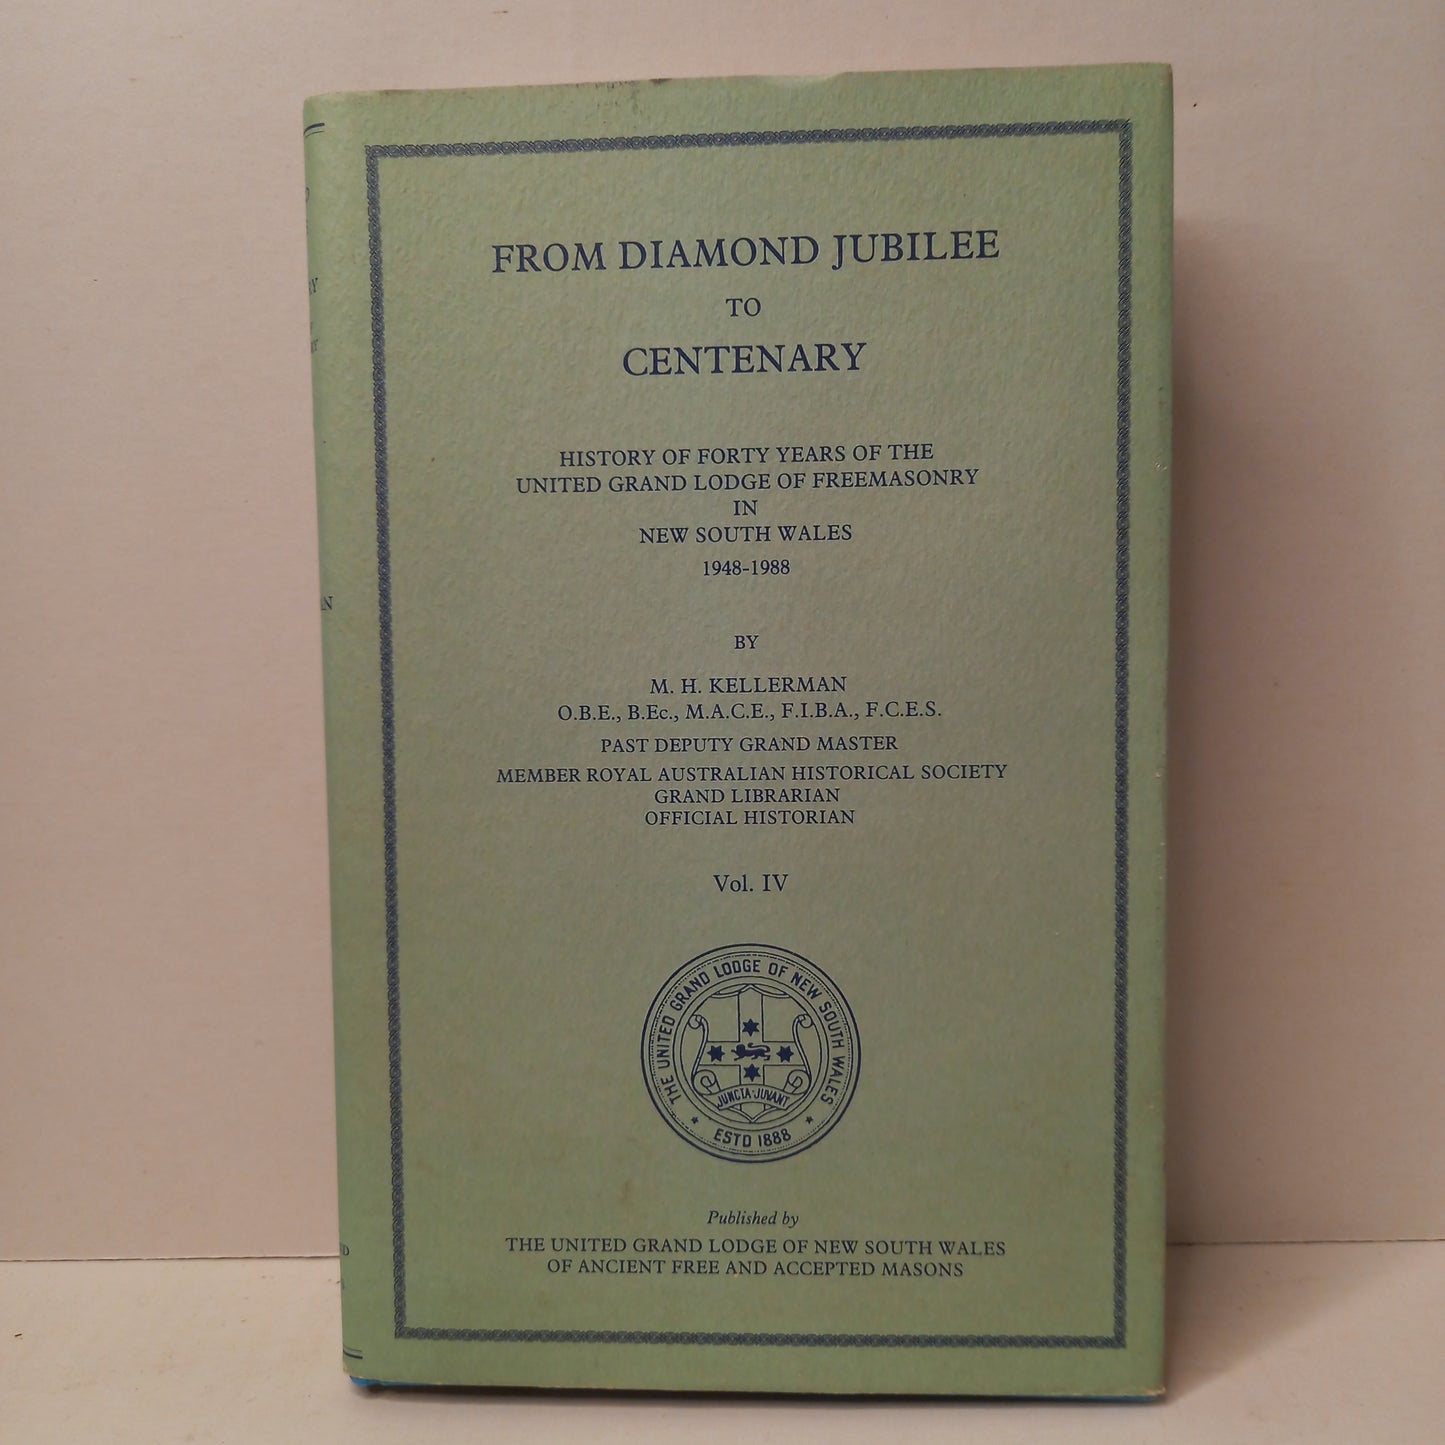 FROM DIAMOND JUBILEE
TO
CENTENARY
HISTORY OF FORTY YEARS OF THE
UNITED GRAND LODGE OF FREEMASONRY
IN
NEW SOUTH WALES
1948-1988
BY
M. H. KELLERMAN
O.B.E., B.Ec., M.A.C.E., F.I.B.A., F.C.E.S.
PAST DEPUTY GRAND MASTER
MEMBER ROYAL AUSTRALIAN HISTORICAL SOCIETY
GRAND LIBRARIAN
OFFICIAL HISTORIAN
Vol. IV
THE UNITED GRAND LODGE OF NEW SOUTH WALES
JUNCTA·JUVANT
ESTD 1888
Published by
THE UNITED GRAND LODGE OF NEW SOUTH WALES
OF ANCIENT FREE AND ACCEPTED MASONS